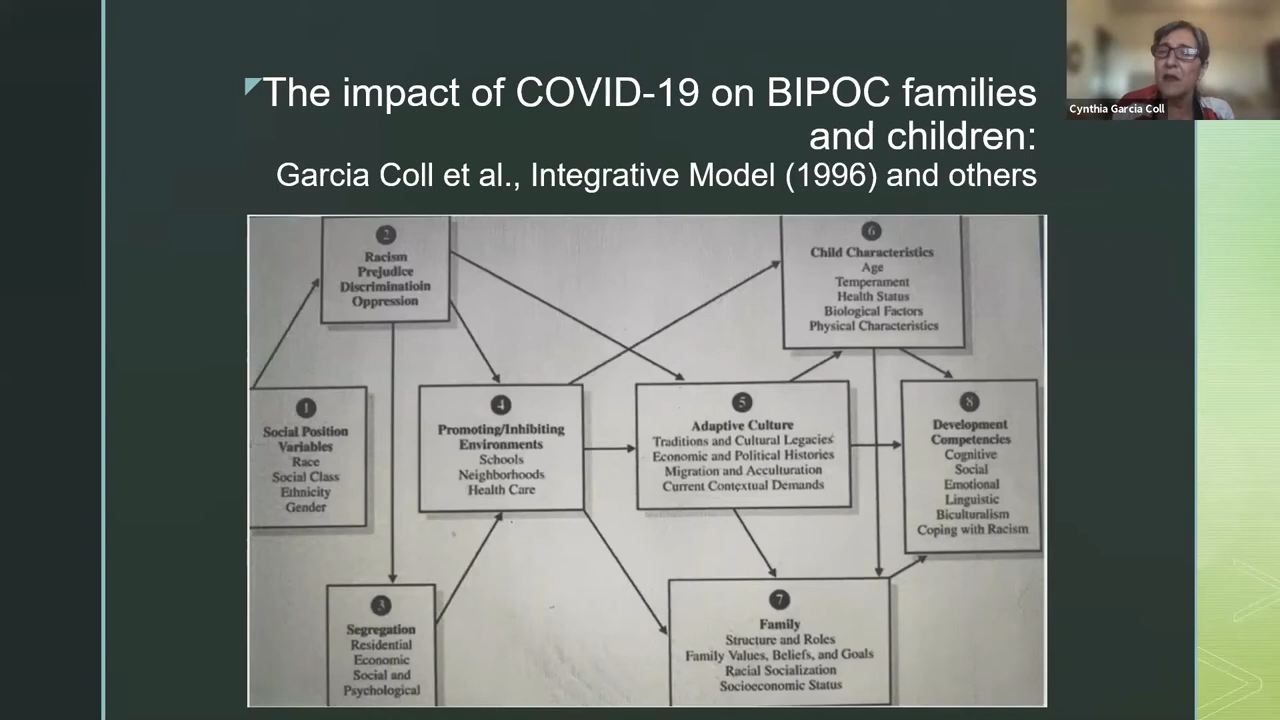 The impact of COVID-19 on BIPOC families
and children:
Garcia Coll et al., Integrative Model (1996) and others
Cynthia Garcia Coll
2
Racism
Prejudice
Discriminatioin
Oppression
6
Child Characteristics
Age
Temperament
Health Status
Biological Factors
Physical Characteristics
1
Social Position
Variables
Race
Social Class
Ethnicity
Gender
4
Promoting/Inhibiting
Environments
Schools
Neighborhoods
Health Care
5
Adaptive Culture
Traditions and Cultural Legacies
Economic and Political Histories
Migration and Acculturation
Current Contextual Demands
8
Development
Competencies
Cognitive
Social
Emotional
Linguistic
Biculturalism
Coping with Racism
3
Segregation
Residential
Economic
Social and
Psychological
7
Family
Structure and Roles
Family Values, Beliefs, and Goals
Racial Socialization
Socioeconomic Status